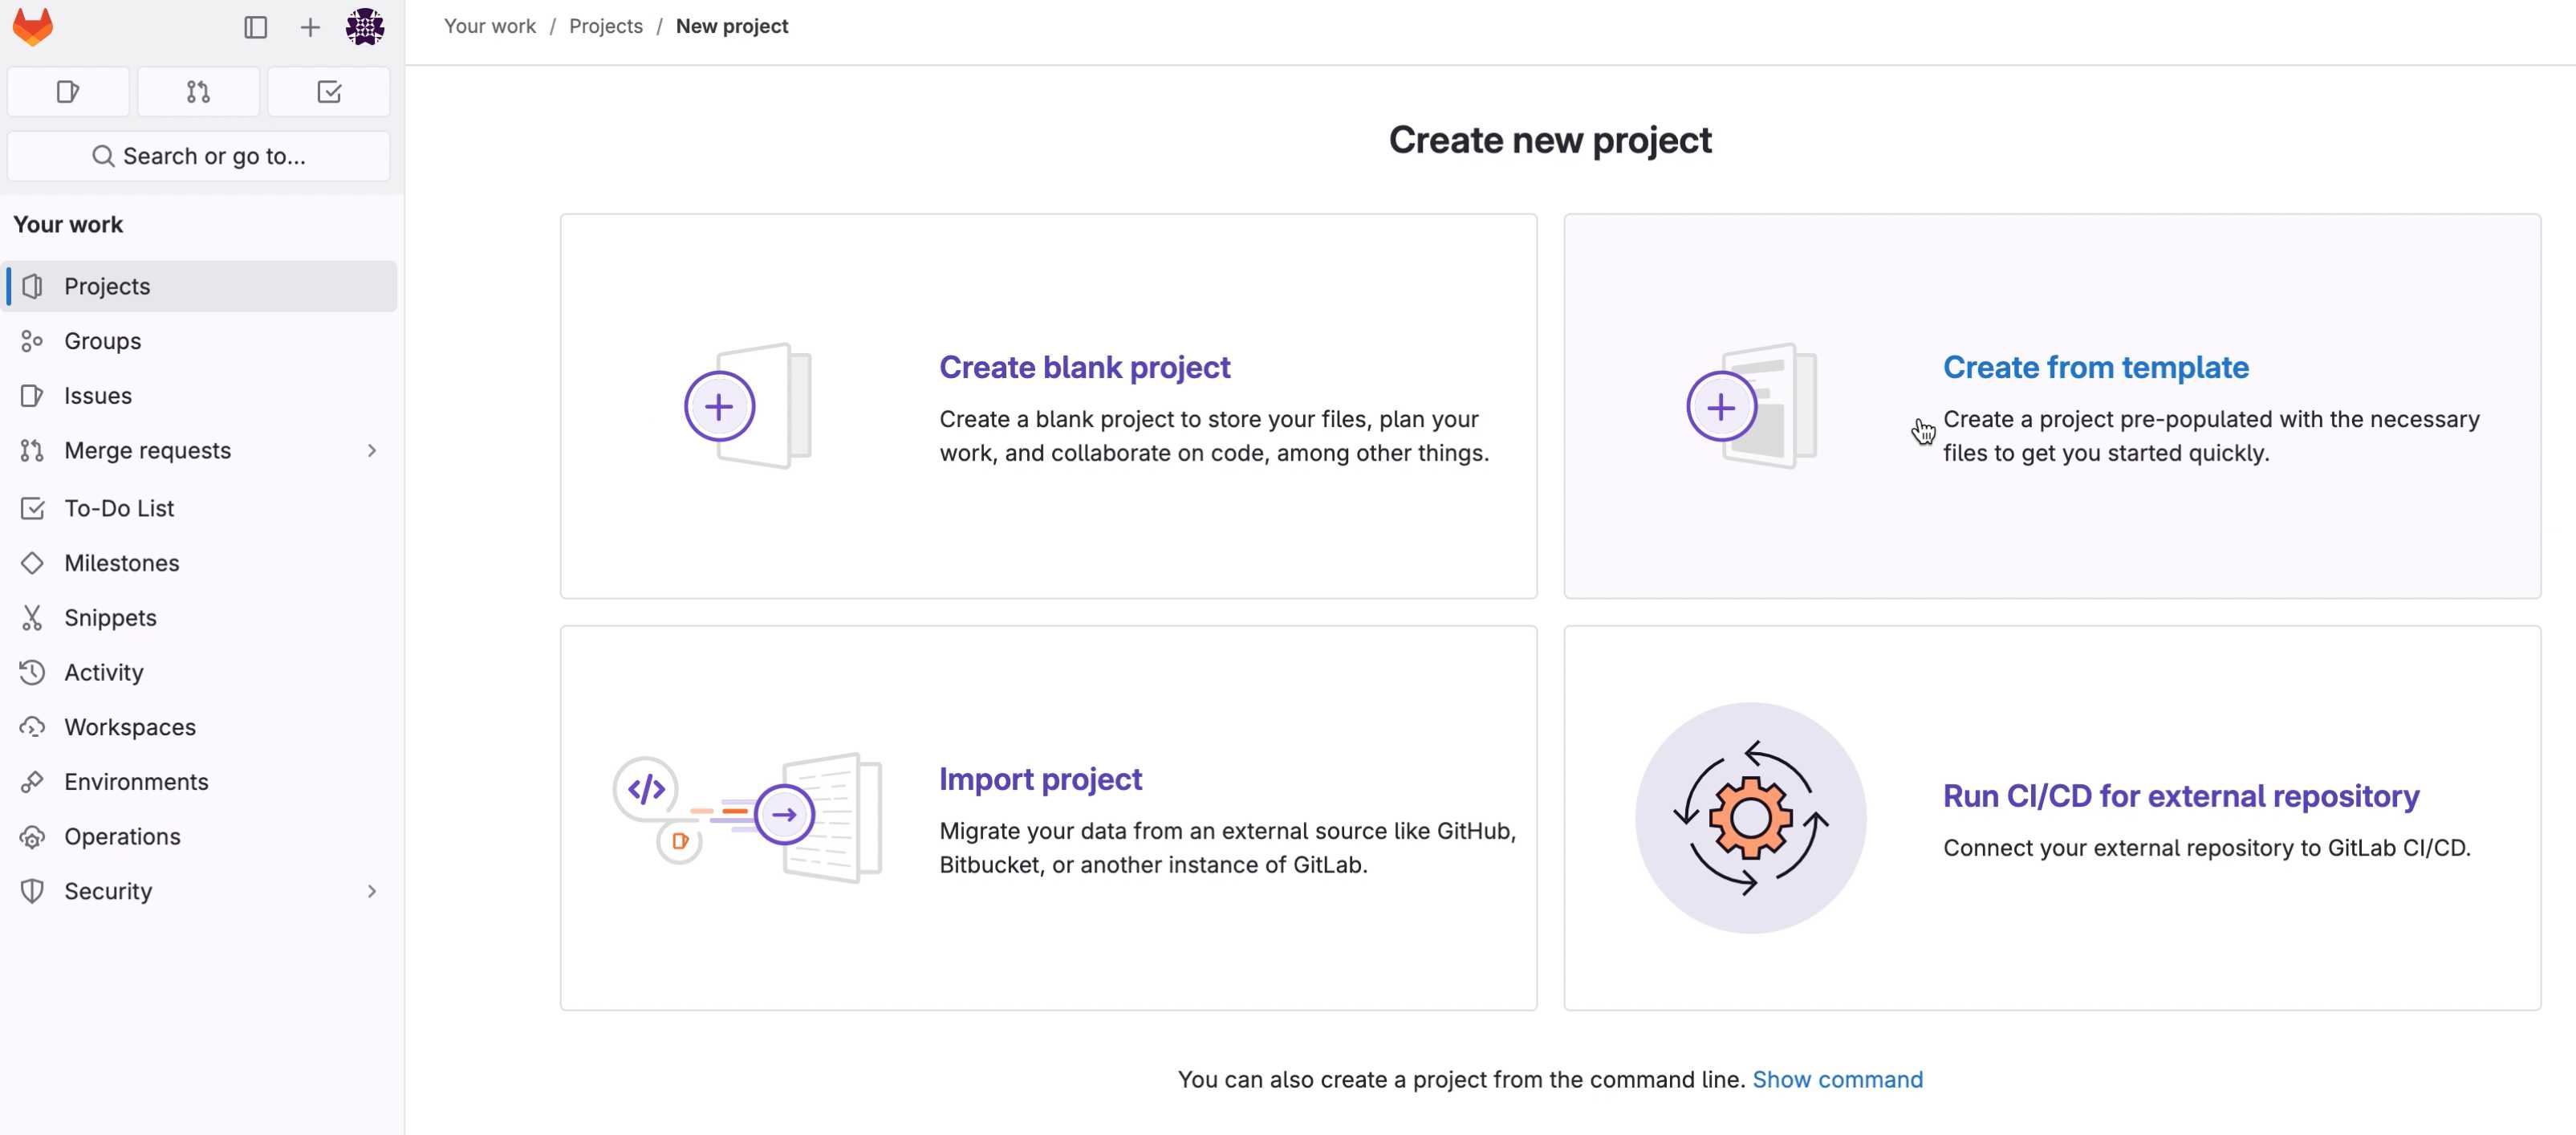 Your work / Projects / New project
Search or go to...
Your work
Projects
Groups
Issues
Merge requests
To-Do List
Milestones
Snippets
Activity
Workspaces
Environments
Operations
Security
Create new project
Create blank project
Create a blank project to store your files, plan your
work, and collaborate on code, among other things.
Create from template
Create a project pre-populated with the necessary
files to get you started quickly.
Import project
Migrate your data from an external source like GitHub,
Bitbucket, or another instance of GitLab.
Run CI/CD for external repository
Connect your external repository to GitLab CI/CD.
You can also create a project from the command line. Show command